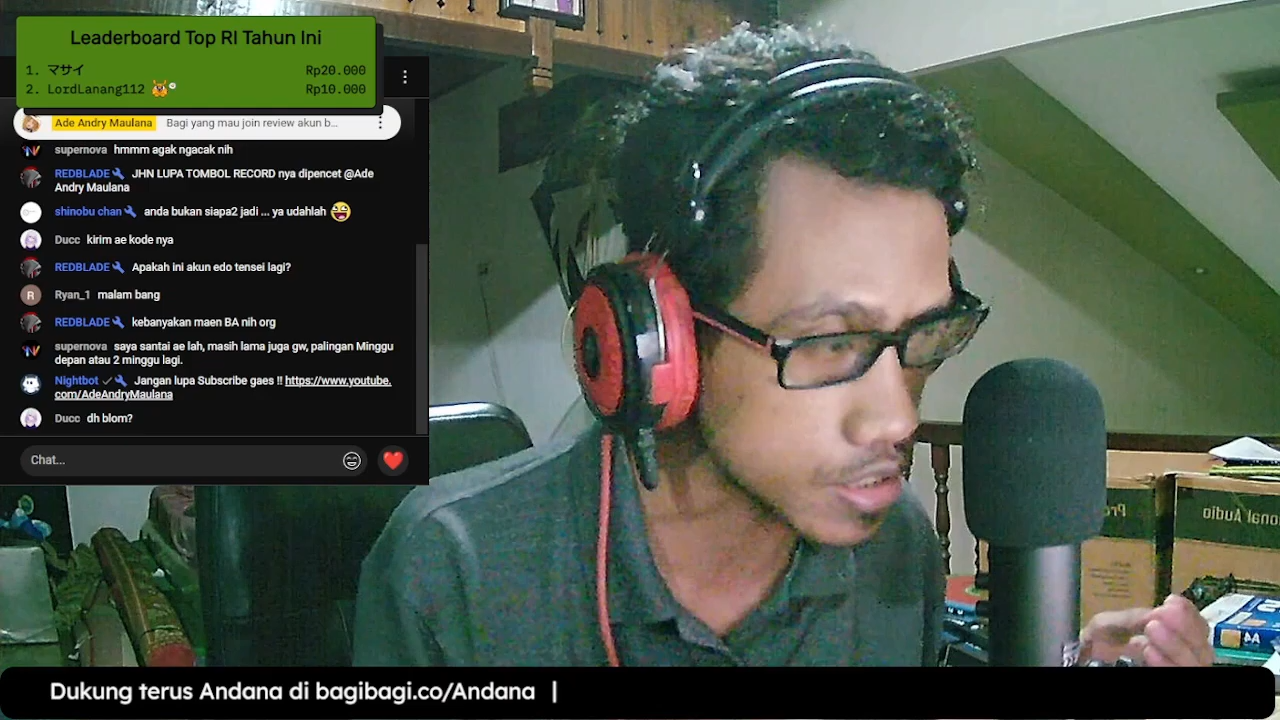 Leaderboard Top RI Tahun Ini
1. マサイ Rp20.000
2. LordLanang112 Rp10.000
Ade Andry Maulana Bagi yang mau join review akun b...
supernova hmmm agak ngacak nih
REDBLADE JHN LUPA TOMBOL RECORD nya dipencet @Ade
Andry Maulana
shinobu chan anda bukan siapa2 jadi ... ya udahlah
Ducc kirim ae kode nya
REDBLADE Apakah ini akun edo tensei lagi?
R Ryan_1 malam bang
REDBLADE kebanyakan maen BA nih org
supernova saya santai ae lah, masih lama juga gw, palingan Minggu
depan atau 2 minggu lagi.
Nightbot Jangan lupa Subscribe gaes !! https://www.youtube.
com/AdeAndryMaulana
Ducc dh blom?
Chat...
onal Audio
Pro
A4
Dukung terus Andana di bagibagi.co/Andana |